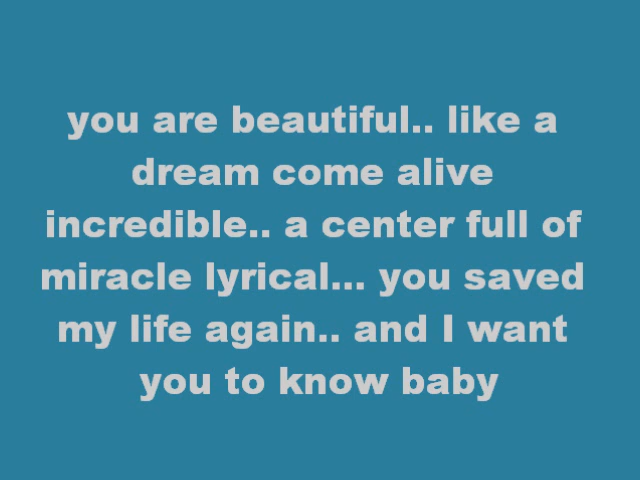 you are beautiful.. like a
dream come alive
incredible.. a center full of
miracle lyrical... you saved
my life again.. and I want
you to know baby